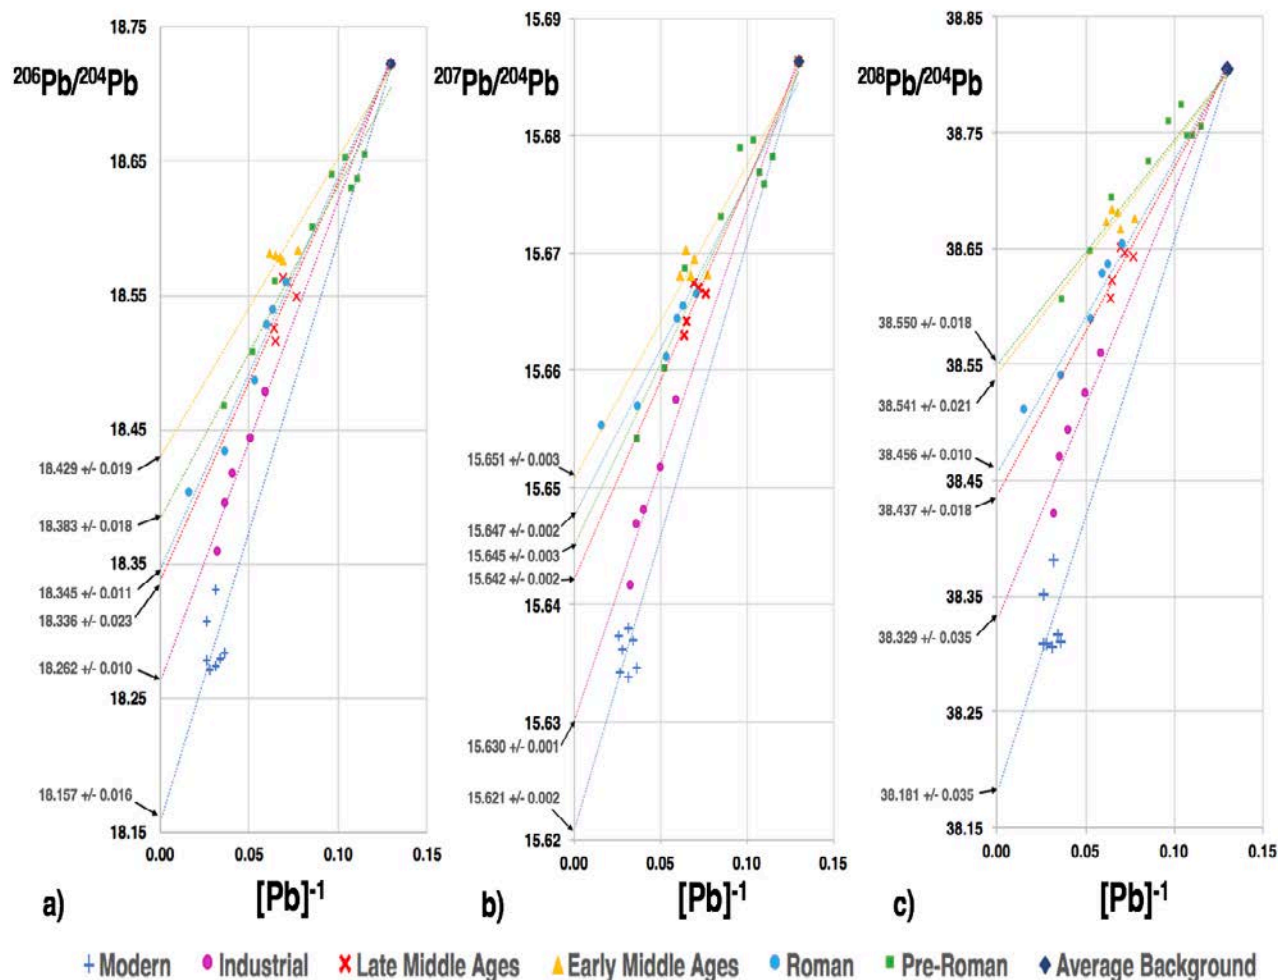 18.75
²⁰⁶Pb/²⁰⁴Pb
18.65
18.55
18.45
18.429 +/- 0.019
18.383 +/- 0.018
18.35
18.345 +/- 0.011
18.336 +/- 0.023
18.262 +/- 0.010
18.25
18.157 +/- 0.016
18.15
0.00 0.05 0.10 0.15
a) [Pb]⁻¹
15.69
²⁰⁷Pb/²⁰⁴Pb
15.68
15.67
15.66
15.651 +/- 0.003
15.65
15.647 +/- 0.002
15.645 +/- 0.003
15.642 +/- 0.002
15.64
15.63
15.630 +/- 0.001
15.621 +/- 0.002
15.62
0.00 0.05 0.10 0.15
b) [Pb]⁻¹
38.85
²⁰⁸Pb/²⁰⁴Pb
38.75
38.65
38.550 +/- 0.018
38.55
38.541 +/- 0.021
38.456 +/- 0.010
38.45
38.437 +/- 0.018
38.35
38.329 +/- 0.035
38.25
38.181 +/- 0.035
38.15
0.00 0.05 0.10 0.15
c) [Pb]⁻¹
Modern Industrial Late Middle Ages Early Middle Ages Roman Pre-Roman Average Background